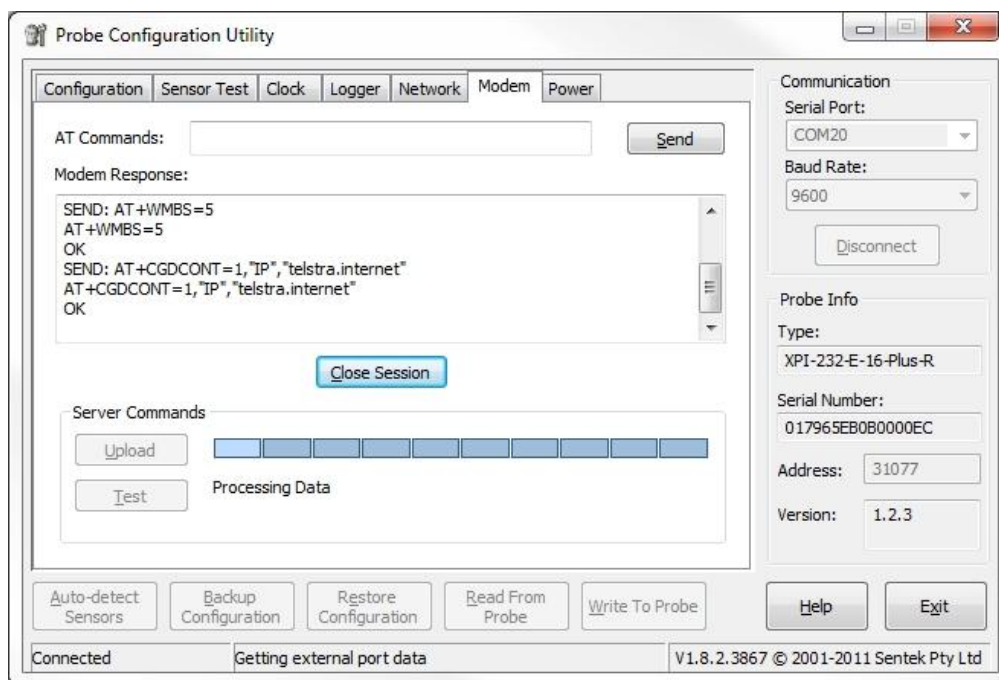 Probe Configuration Utility
Configuration Sensor Test Clock Logger Network Modem Power
AT Commands:
Send
Modem Response:
SEND: AT+WMBS=5
AT+WMBS=5
OK
SEND: AT+CGDCONT=1,"IP","telstra.internet"
AT+CGDCONT=1,"IP","telstra.internet"
OK
Close Session
Server Commands
Upload
Test
Processing Data
Communication
Serial Port:
COM20
Baud Rate:
9600
Disconnect
Probe Info
Type:
XPI-232-E-16-Plus-R
Serial Number:
017965EB0B0000EC
Address: 31077
Version: 1.2.3
Auto-detect
Sensors
Backup
Configuration
Restore
Configuration
Read From
Probe
Write To Probe
Help
Exit
Connected
Getting external port data
V1.8.2.3867 © 2001-2011 Sentek Pty Ltd